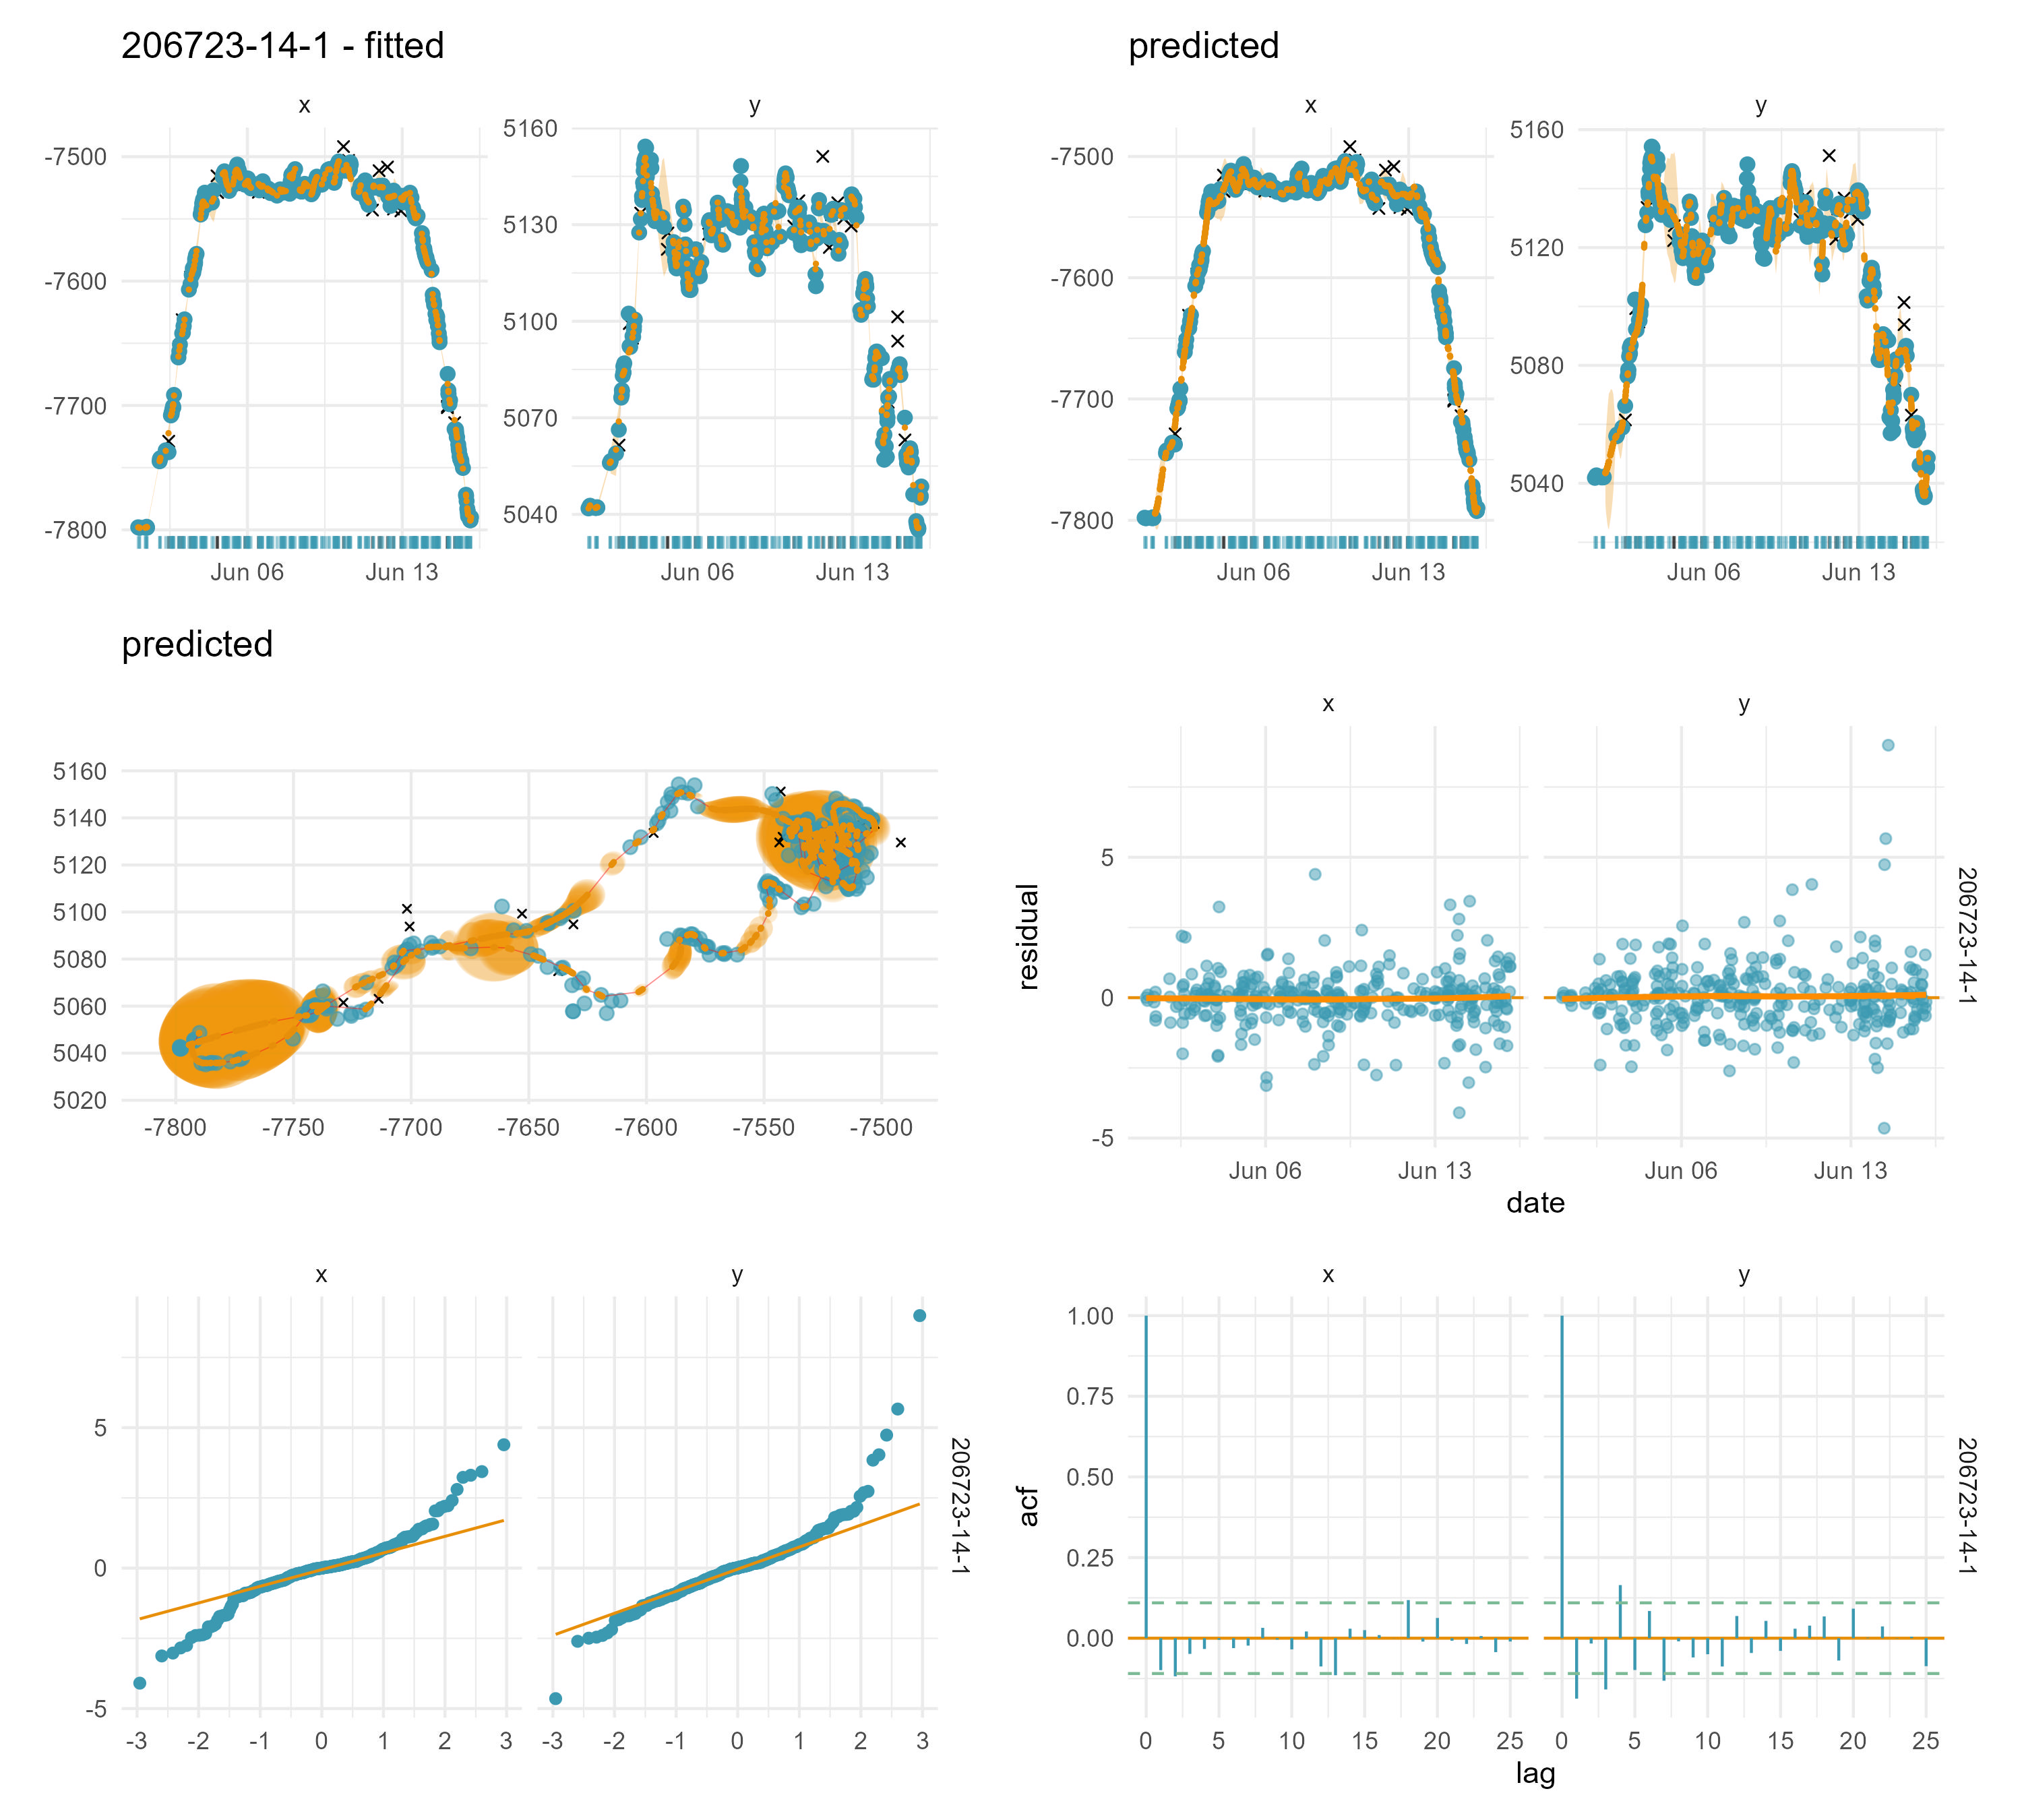 206723-14-1 - fitted
x
y
-7500
-7600
-7700
-7800
5160
5130
5100
5070
5040
Jun 06
Jun 13
Jun 06
Jun 13
predicted
x
y
-7500
-7600
-7700
-7800
5160
5120
5080
5040
Jun 06
Jun 13
Jun 06
Jun 13
predicted
5160
5140
5120
5100
5080
5060
5040
5020
-7800
-7750
-7700
-7650
-7600
-7550
-7500
x
y
residual
5
0
-5
Jun 06
Jun 13
Jun 06
Jun 13
date
206723-14-1
x
y
5
0
-5
-3
-2
-1
0
1
2
3
-3
-2
-1
0
1
2
3
206723-14-1
x
y
acf
1.00
0.75
0.50
0.25
0.00
0
5
10
15
20
25
0
5
10
15
20
25
lag
206723-14-1